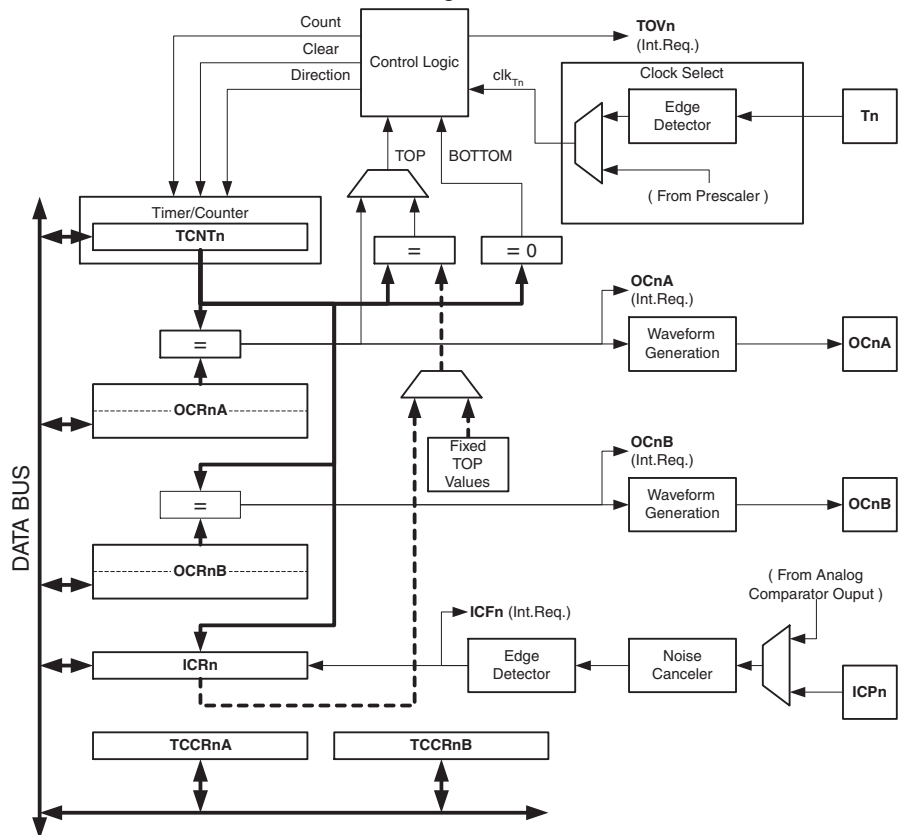 Count
Clear
Direction
Control Logic
TOVn
(Int.Req.)
clkTn
Clock Select
Edge
Detector
Tn
( From Prescaler )
TOP
BOTTOM
Timer/Counter
TCNTn
=
= 0
OCnA
(Int.Req.)
=
Waveform
Generation
OCnA
OCRnA
Fixed
TOP
Values
OCnB
(Int.Req.)
=
Waveform
Generation
OCnB
OCRnB
DATA BUS
( From Analog
Comparator Ouput )
ICFn (Int.Req.)
ICRn
Edge
Detector
Noise
Canceler
ICPn
TCCRnA
TCCRnB